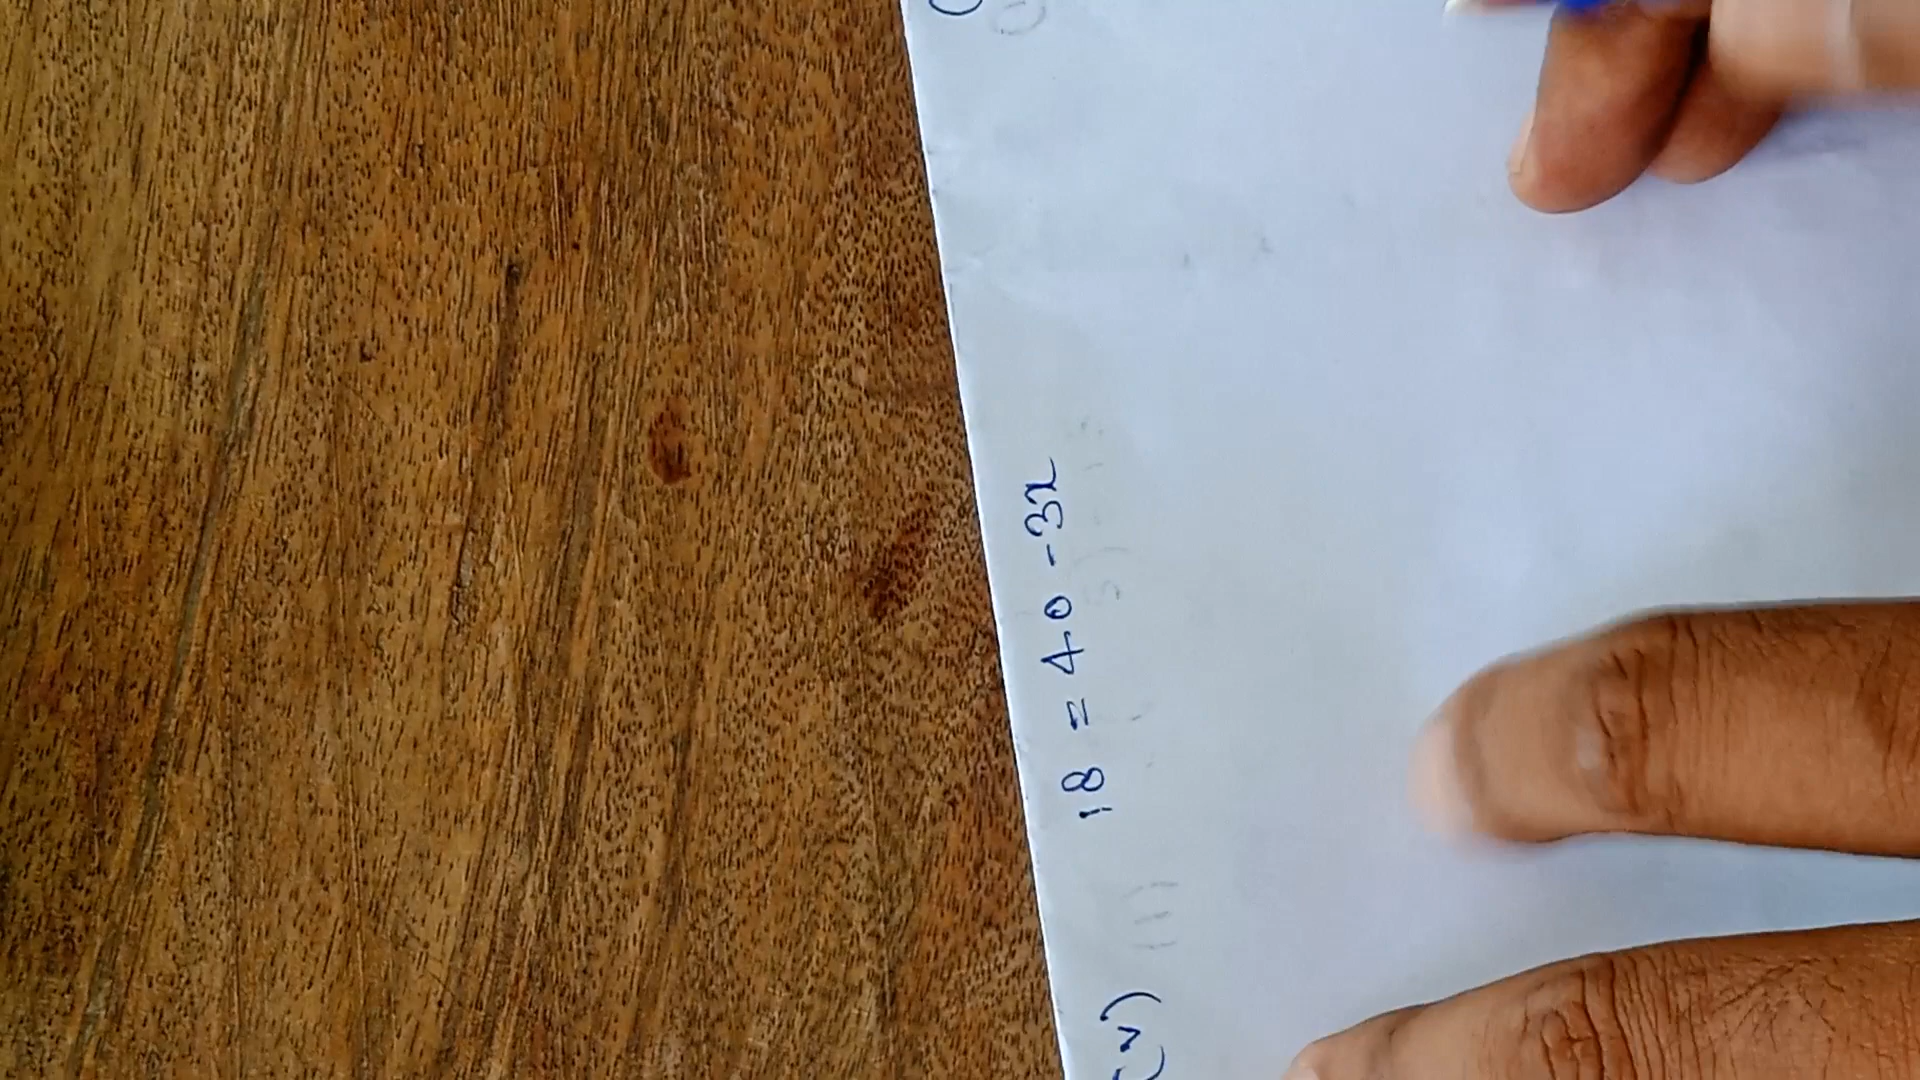 (v) 18 = 40 - 3x